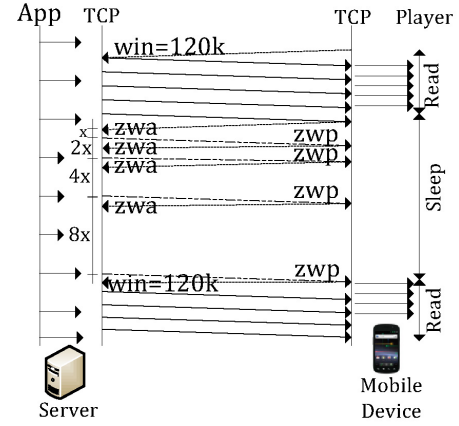 App TCP TCP Player
win=120k
Read
x
zwa
zwp
2x
zwa
zwp
zwa
4x
zwp
zwa
Sleep
8x
zwp
win=120k
Read
Server
Mobile
Device